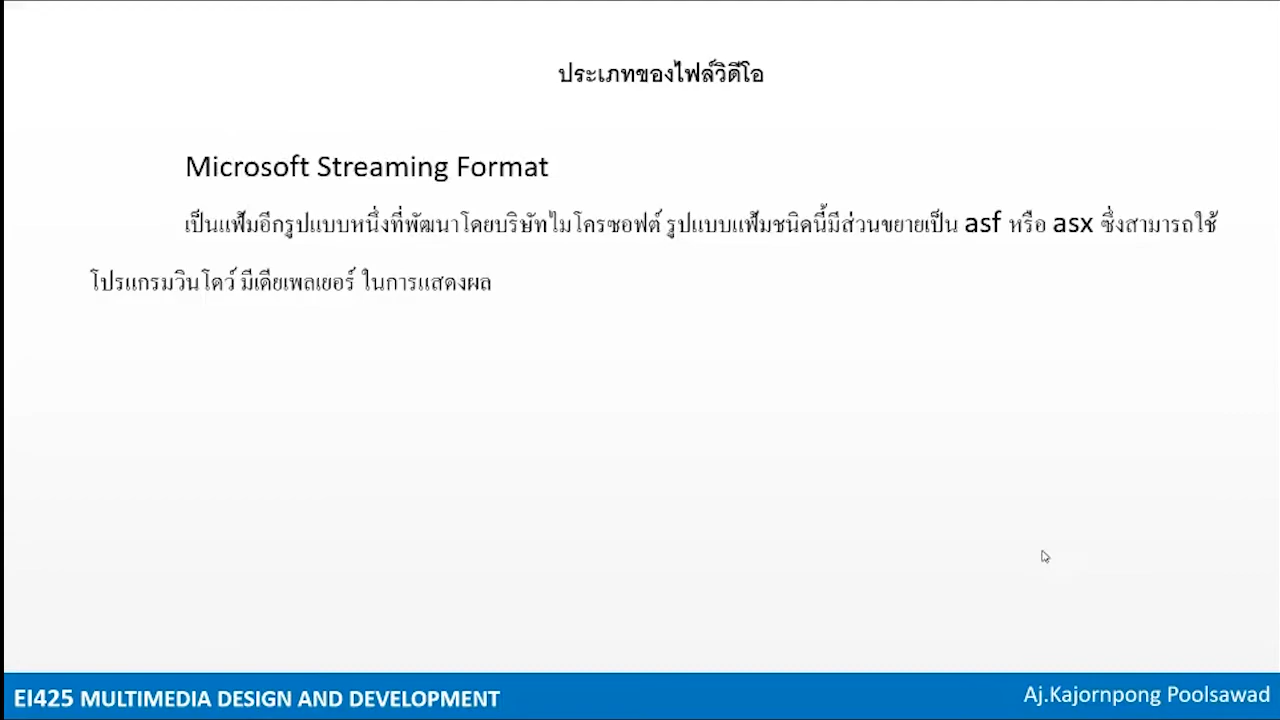 ประเภทของไฟล์วิดีโอ
Microsoft Streaming Format
เป็นแฟ้มอีกรูปแบบหนึ่งที่พัฒนาโดยบริษัทไมโครซอฟต์ รูปแบบแฟ้มชนิดนี้มีส่วนขยายเป็น asf หรือ asx ซึ่งสามารถใช้
โปรแกรมวินโดว์ มีเดียเพลเยอร์ ในการแสดงผล
EI425 MULTIMEDIA DESIGN AND DEVELOPMENT
Aj.Kajornpong Poolsawad